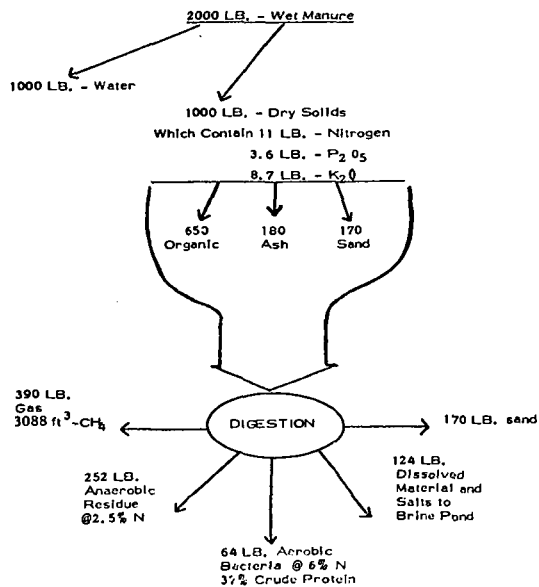 2000 LB. - Wet Manure
1000 LB. - Water
1000 LB. - Dry Solids
Which Contain 11 LB. - Nitrogen
3.6 LB. - P2 O5
8.7 LB. - K2O
650 180 170
Organic Ash Sand
390 LB.
Gas
3088 ft3-CH4
DIGESTION
170 LB. sand
252 LB.
Anaerobic
Residue
@2.5% N
124 LB.
Dissolved
Material and
Salts to
Brine Pond
64 LB. Aerobic
Bacteria @ 6% N
37% Crude Protein